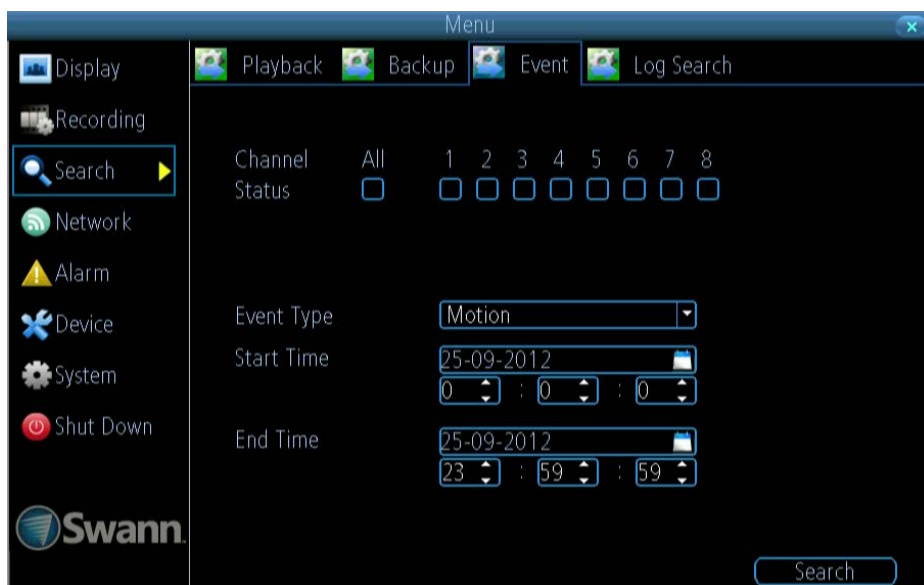 Menu
Display
Recording
Search
Network
Alarm
Device
System
Shut Down
Swann
Playback Backup Event Log Search
Channel All 1 2 3 4 5 6 7 8
Status
Event Type Motion
Start Time 25-09-2012
0 : 0 : 0
End Time 25-09-2012
23 : 59 : 59
Search